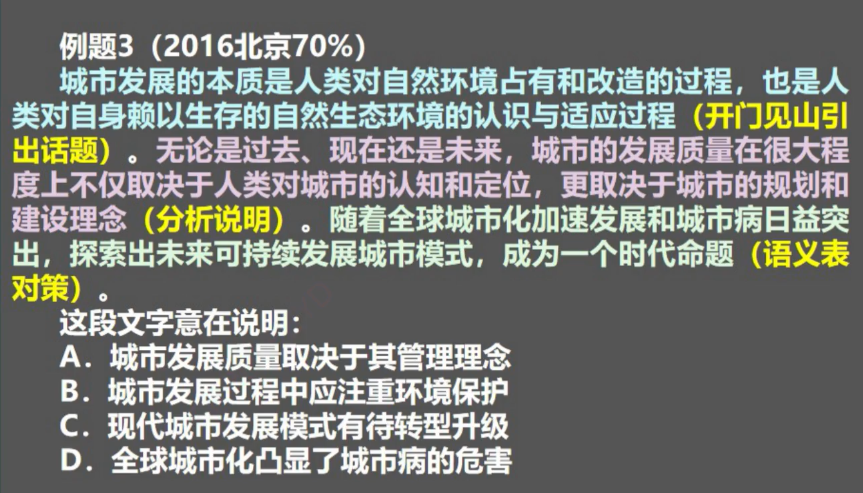 例题3（2016北京70%）
城市发展的本质是人类对自然环境占有和改造的过程，也是人
类对自身赖以生存的自然生态环境的认识与适应过程（开门见山引
出话题）。无论是过去、现在还是未来，城市的发展质量在很大程
度上不仅取决于人类对城市的认知和定位，更取决于城市的规划和
建设理念（分析说明）。随着全球城市化加速发展和城市病日益突
出，探索出未来可持续发展城市模式，成为一个时代命题（语义表
对策）。
这段文字意在说明：
A．城市发展质量取决于其管理理念
B．城市发展过程中应注重环境保护
C．现代城市发展模式有待转型升级
D．全球城市化凸显了城市病的危害